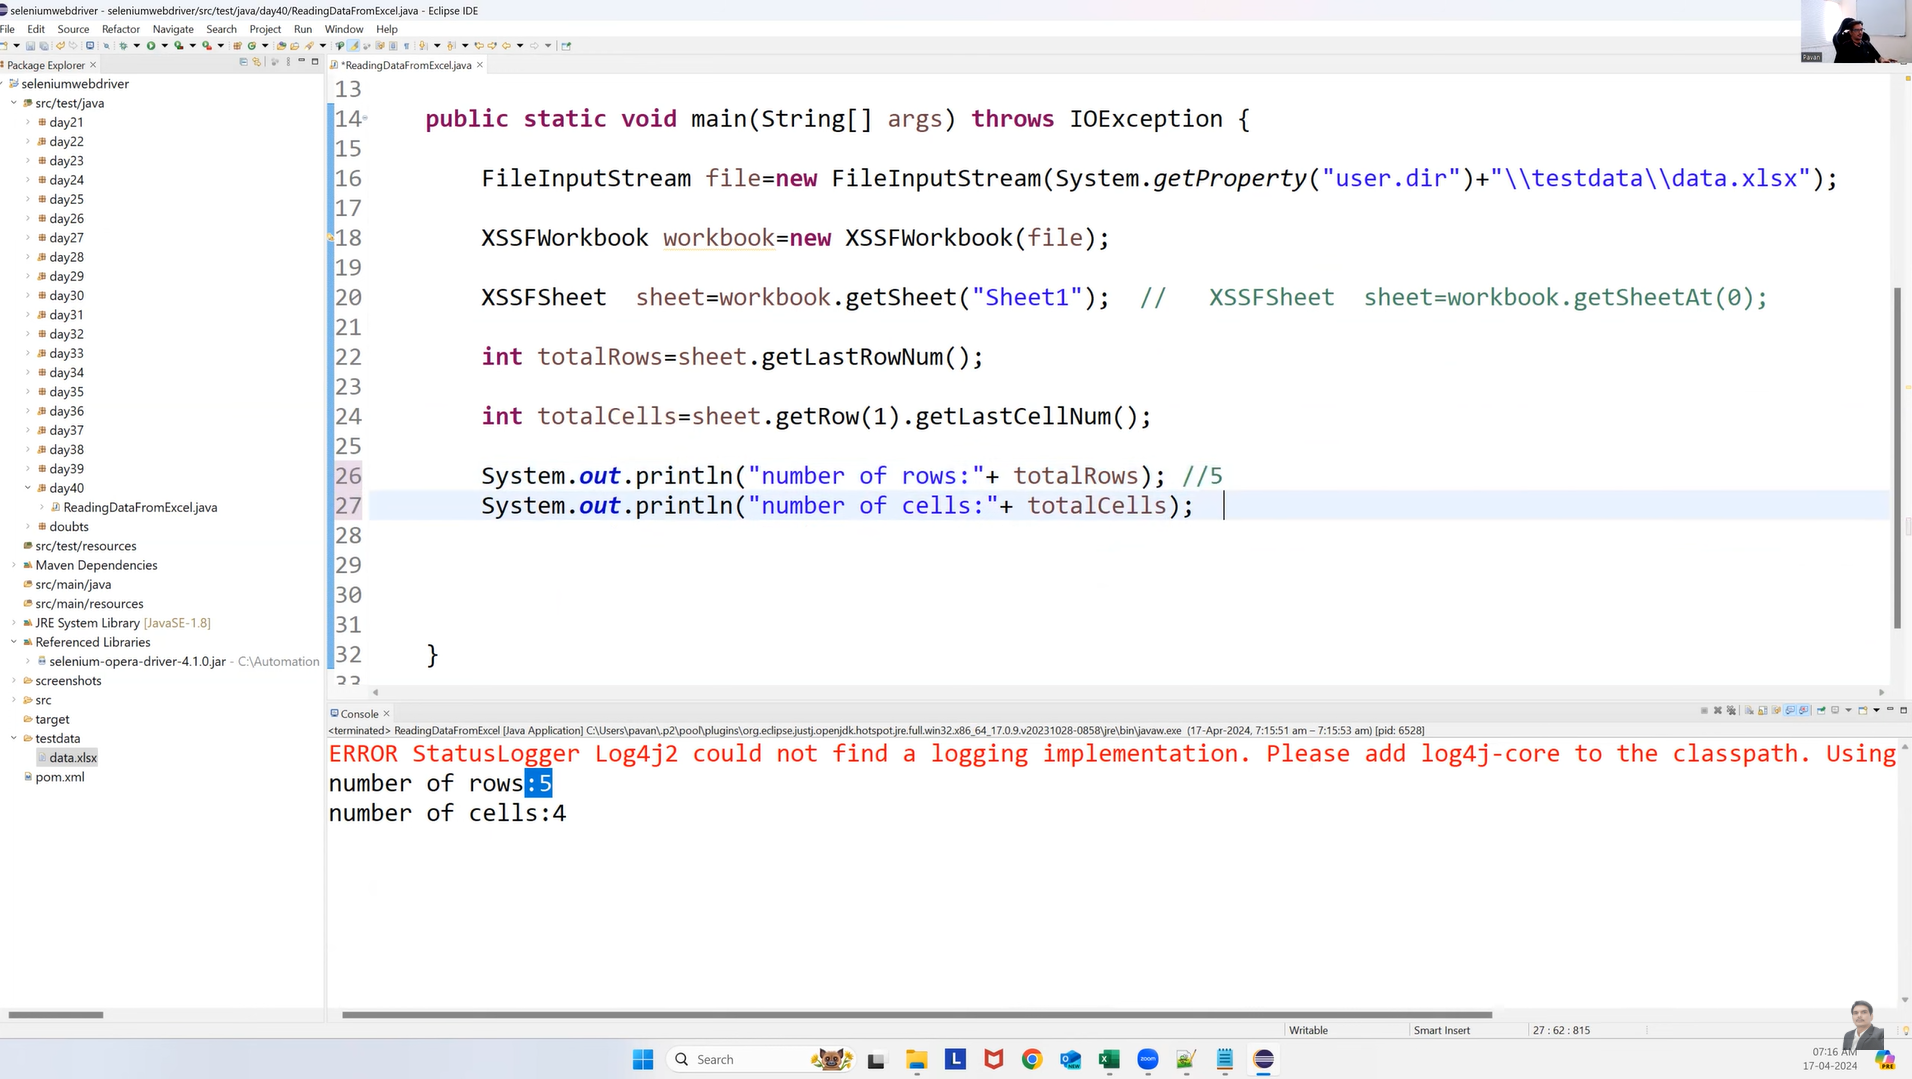 seleniumwebdriver - seleniumwebdriver/src/test/java/day40/ReadingDataFromExcel.java - Eclipse IDE
File Edit Source Refactor Navigate Search Project Run Window Help
Pavan
Package Explorer
*ReadingDataFromExcel.java
seleniumwebdriver
src/test/java
day21
day22
day23
day24
day25
day26
day27
day28
day29
day30
day31
day32
day33
day34
day35
day36
day37
day38
day39
day40
ReadingDataFromExcel.java
doubts
src/test/resources
Maven Dependencies
src/main/java
src/main/resources
JRE System Library [JavaSE-1.8]
Referenced Libraries
selenium-opera-driver-4.1.0.jar - C:\Automation
screenshots
src
target
testdata
data.xlsx
pom.xml
13
14 public static void main(String[] args) throws IOException {
15
16 FileInputStream file=new FileInputStream(System.getProperty("user.dir")+"\\testdata\\data.xlsx");
17
18 XSSFWorkbook workbook=new XSSFWorkbook(file);
19
20 XSSFSheet sheet=workbook.getSheet("Sheet1"); // XSSFSheet sheet=workbook.getSheetAt(0);
21
22 int totalRows=sheet.getLastRowNum();
23
24 int totalCells=sheet.getRow(1).getLastCellNum();
25
26 System.out.println("number of rows:"+ totalRows); //5
27 System.out.println("number of cells:"+ totalCells);
28
29
30
31
32 }
33
Console
<terminated> ReadingDataFromExcel [Java Application] C:\Users\pavan\.p2\pool\plugins\org.eclipse.justj.openjdk.hotspot.jre.full.win32.x86_64_17.0.9.v20231028-0858\jre\bin\javaw.exe (17-Apr-2024, 7:15:51 am – 7:15:53 am) [pid: 6528]
ERROR StatusLogger Log4j2 could not find a logging implementation. Please add log4j-core to the classpath. Using
number of rows:5
number of cells:4
Writable Smart Insert 27 : 62 : 815
Search
07:16 AM
17-04-2024